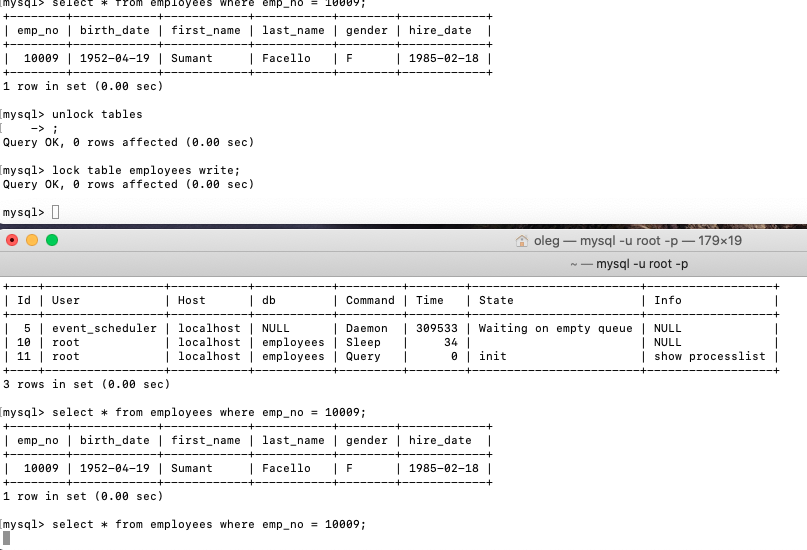 mysql> select * from employees where emp_no = 10009;
+--------+------------+------------+-----------+--------+------------+
| emp_no | birth_date | first_name | last_name | gender | hire_date  |
+--------+------------+------------+-----------+--------+------------+
|  10009 | 1952-04-19 | Sumant     | Facello   | F      | 1985-02-18 |
+--------+------------+------------+-----------+--------+------------+
1 row in set (0.00 sec)
[mysql> unlock tables
[    -> ;
Query OK, 0 rows affected (0.00 sec)
[mysql> lock table employees write;
Query OK, 0 rows affected (0.00 sec)
mysql>
oleg — mysql -u root -p — 179×19
~ — mysql -u root -p
+----+-----------------+-----------+-----------+---------+--------+------------------------+------------------+
| Id | User            | Host      | db        | Command | Time   | State                  | Info             |
+----+-----------------+-----------+-----------+---------+--------+------------------------+------------------+
|  5 | event_scheduler | localhost | NULL      | Daemon  | 309533 | Waiting on empty queue | NULL             |
| 10 | root            | localhost | employees | Sleep   |     34 |                        | NULL             |
| 11 | root            | localhost | employees | Query   |      0 | init                   | show processlist |
+----+-----------------+-----------+-----------+---------+--------+------------------------+------------------+
3 rows in set (0.00 sec)
[mysql> select * from employees where emp_no = 10009;
+--------+------------+------------+-----------+--------+------------+
| emp_no | birth_date | first_name | last_name | gender | hire_date  |
+--------+------------+------------+-----------+--------+------------+
|  10009 | 1952-04-19 | Sumant     | Facello   | F      | 1985-02-18 |
+--------+------------+------------+-----------+--------+------------+
1 row in set (0.00 sec)
[mysql> select * from employees where emp_no = 10009;